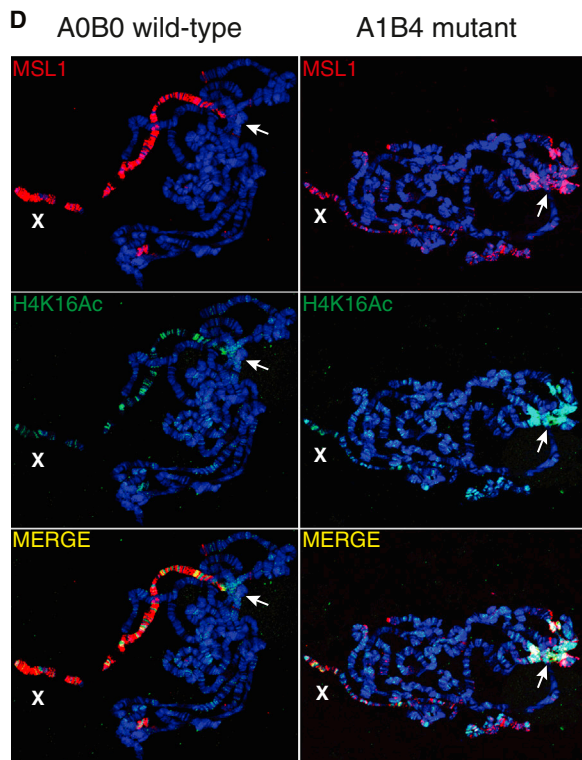 D
A0B0 wild-type
A1B4 mutant
MSL1
MSL1
X
X
H4K16Ac
H4K16Ac
X
X
MERGE
MERGE
X
X